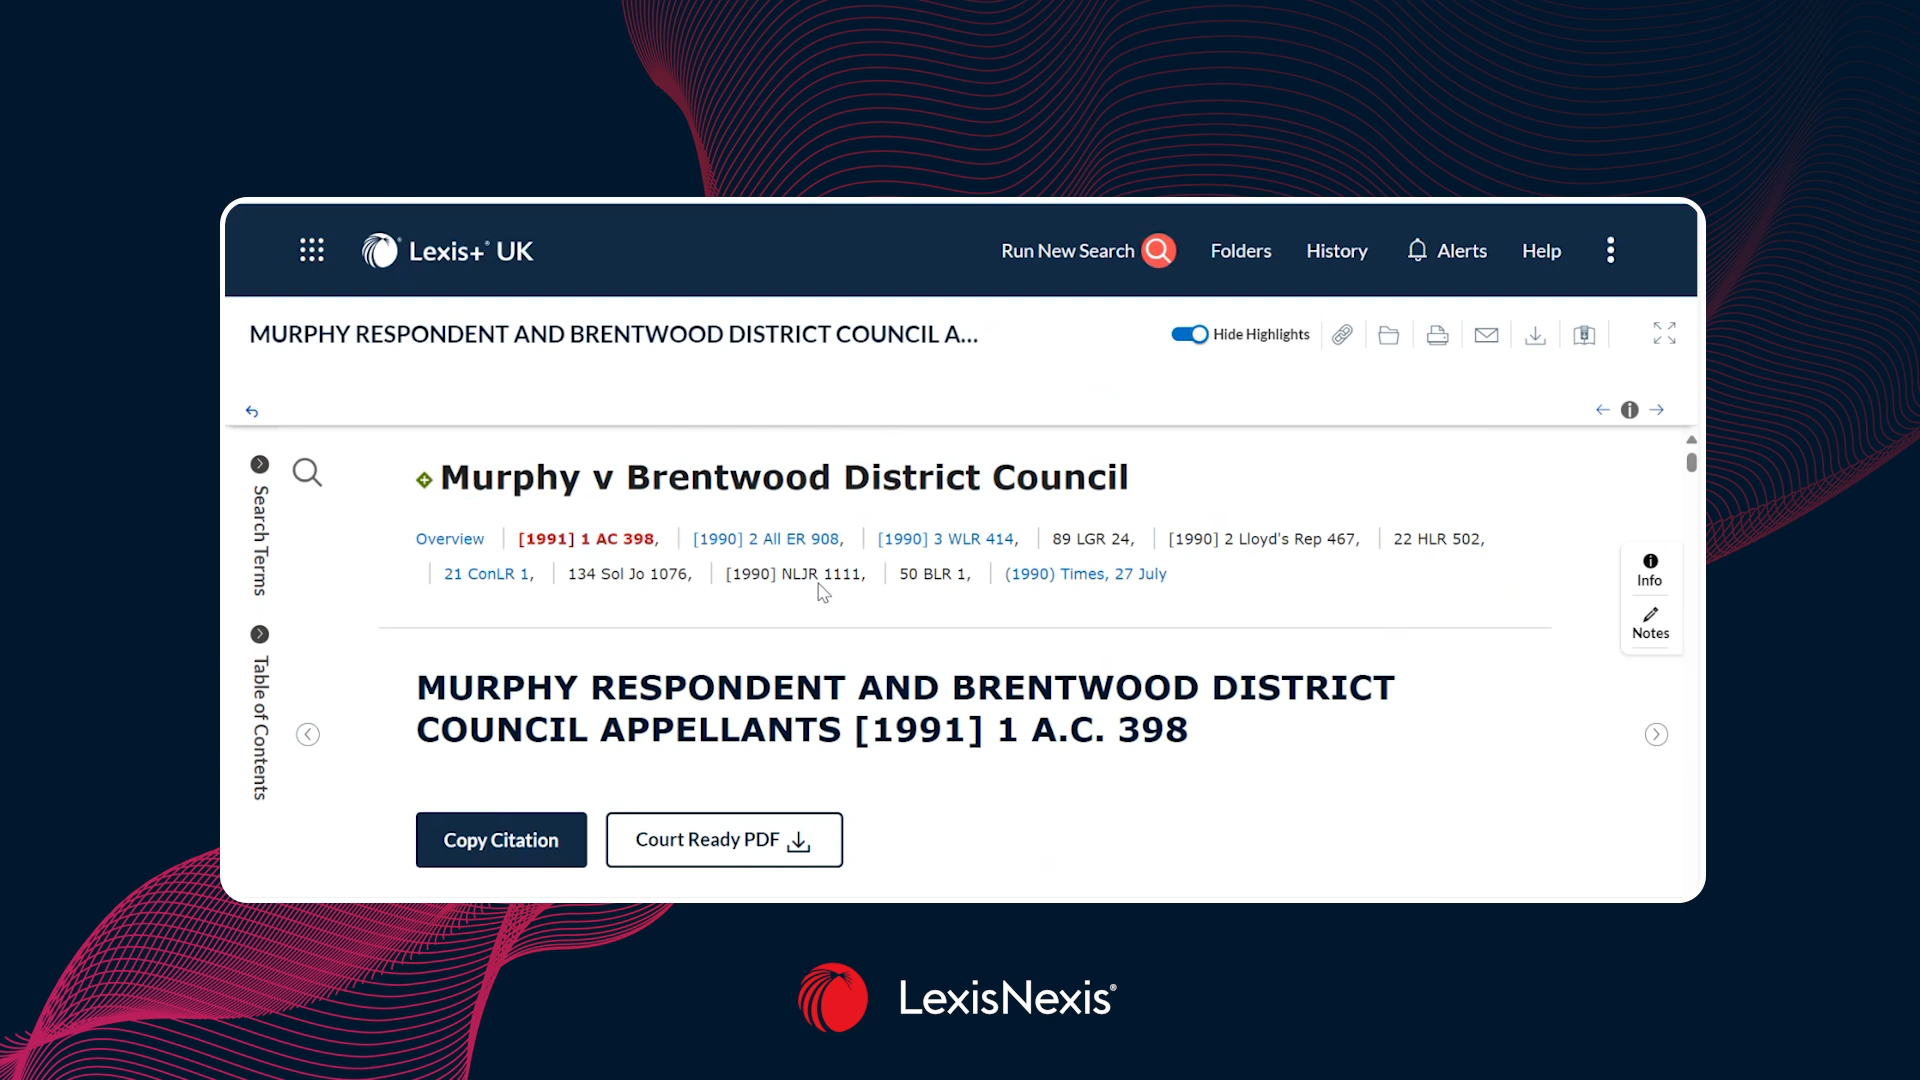 Lexis+® UK
Run New Search
Folders
History
Alerts
Help
MURPHY RESPONDENT AND BRENTWOOD DISTRICT COUNCIL A...
Hide Highlights
Search Terms
Table of Contents
Murphy v Brentwood District Council
Overview [1991] 1 AC 398, [1990] 2 All ER 908, [1990] 3 WLR 414, 89 LGR 24, [1990] 2 Lloyd's Rep 467, 22 HLR 502,
21 ConLR 1, 134 Sol Jo 1076, [1990] NLJR 1111, 50 BLR 1, (1990) Times, 27 July
Info
Notes
MURPHY RESPONDENT AND BRENTWOOD DISTRICT
COUNCIL APPELLANTS [1991] 1 A.C. 398
Copy Citation
Court Ready PDF
LexisNexis®